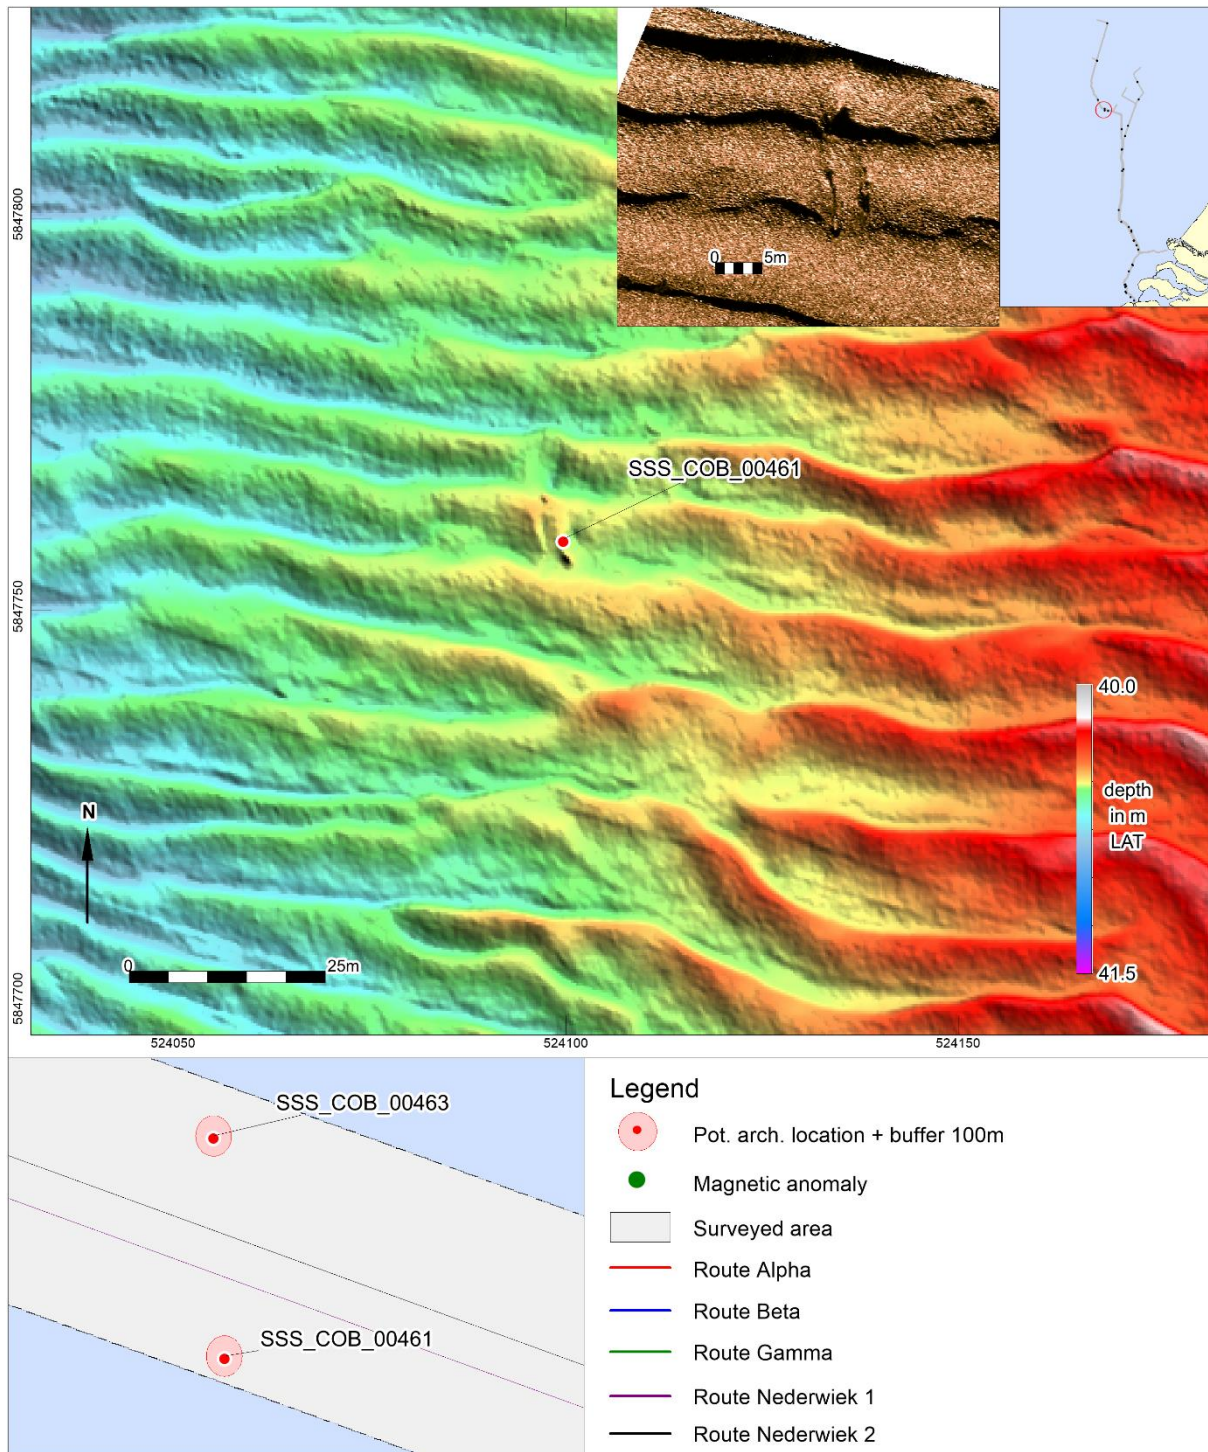 0 5m
5847800
SSS_COB_00461
5847750
40.0
depth
in m
LAT
41.5
N
0 25m
5847700
524050 524100 524150
SSS_COB_00463
SSS_COB_00461
Legend
Pot. arch. location + buffer 100m
Magnetic anomaly
Surveyed area
Route Alpha
Route Beta
Route Gamma
Route Nederwiek 1
Route Nederwiek 2